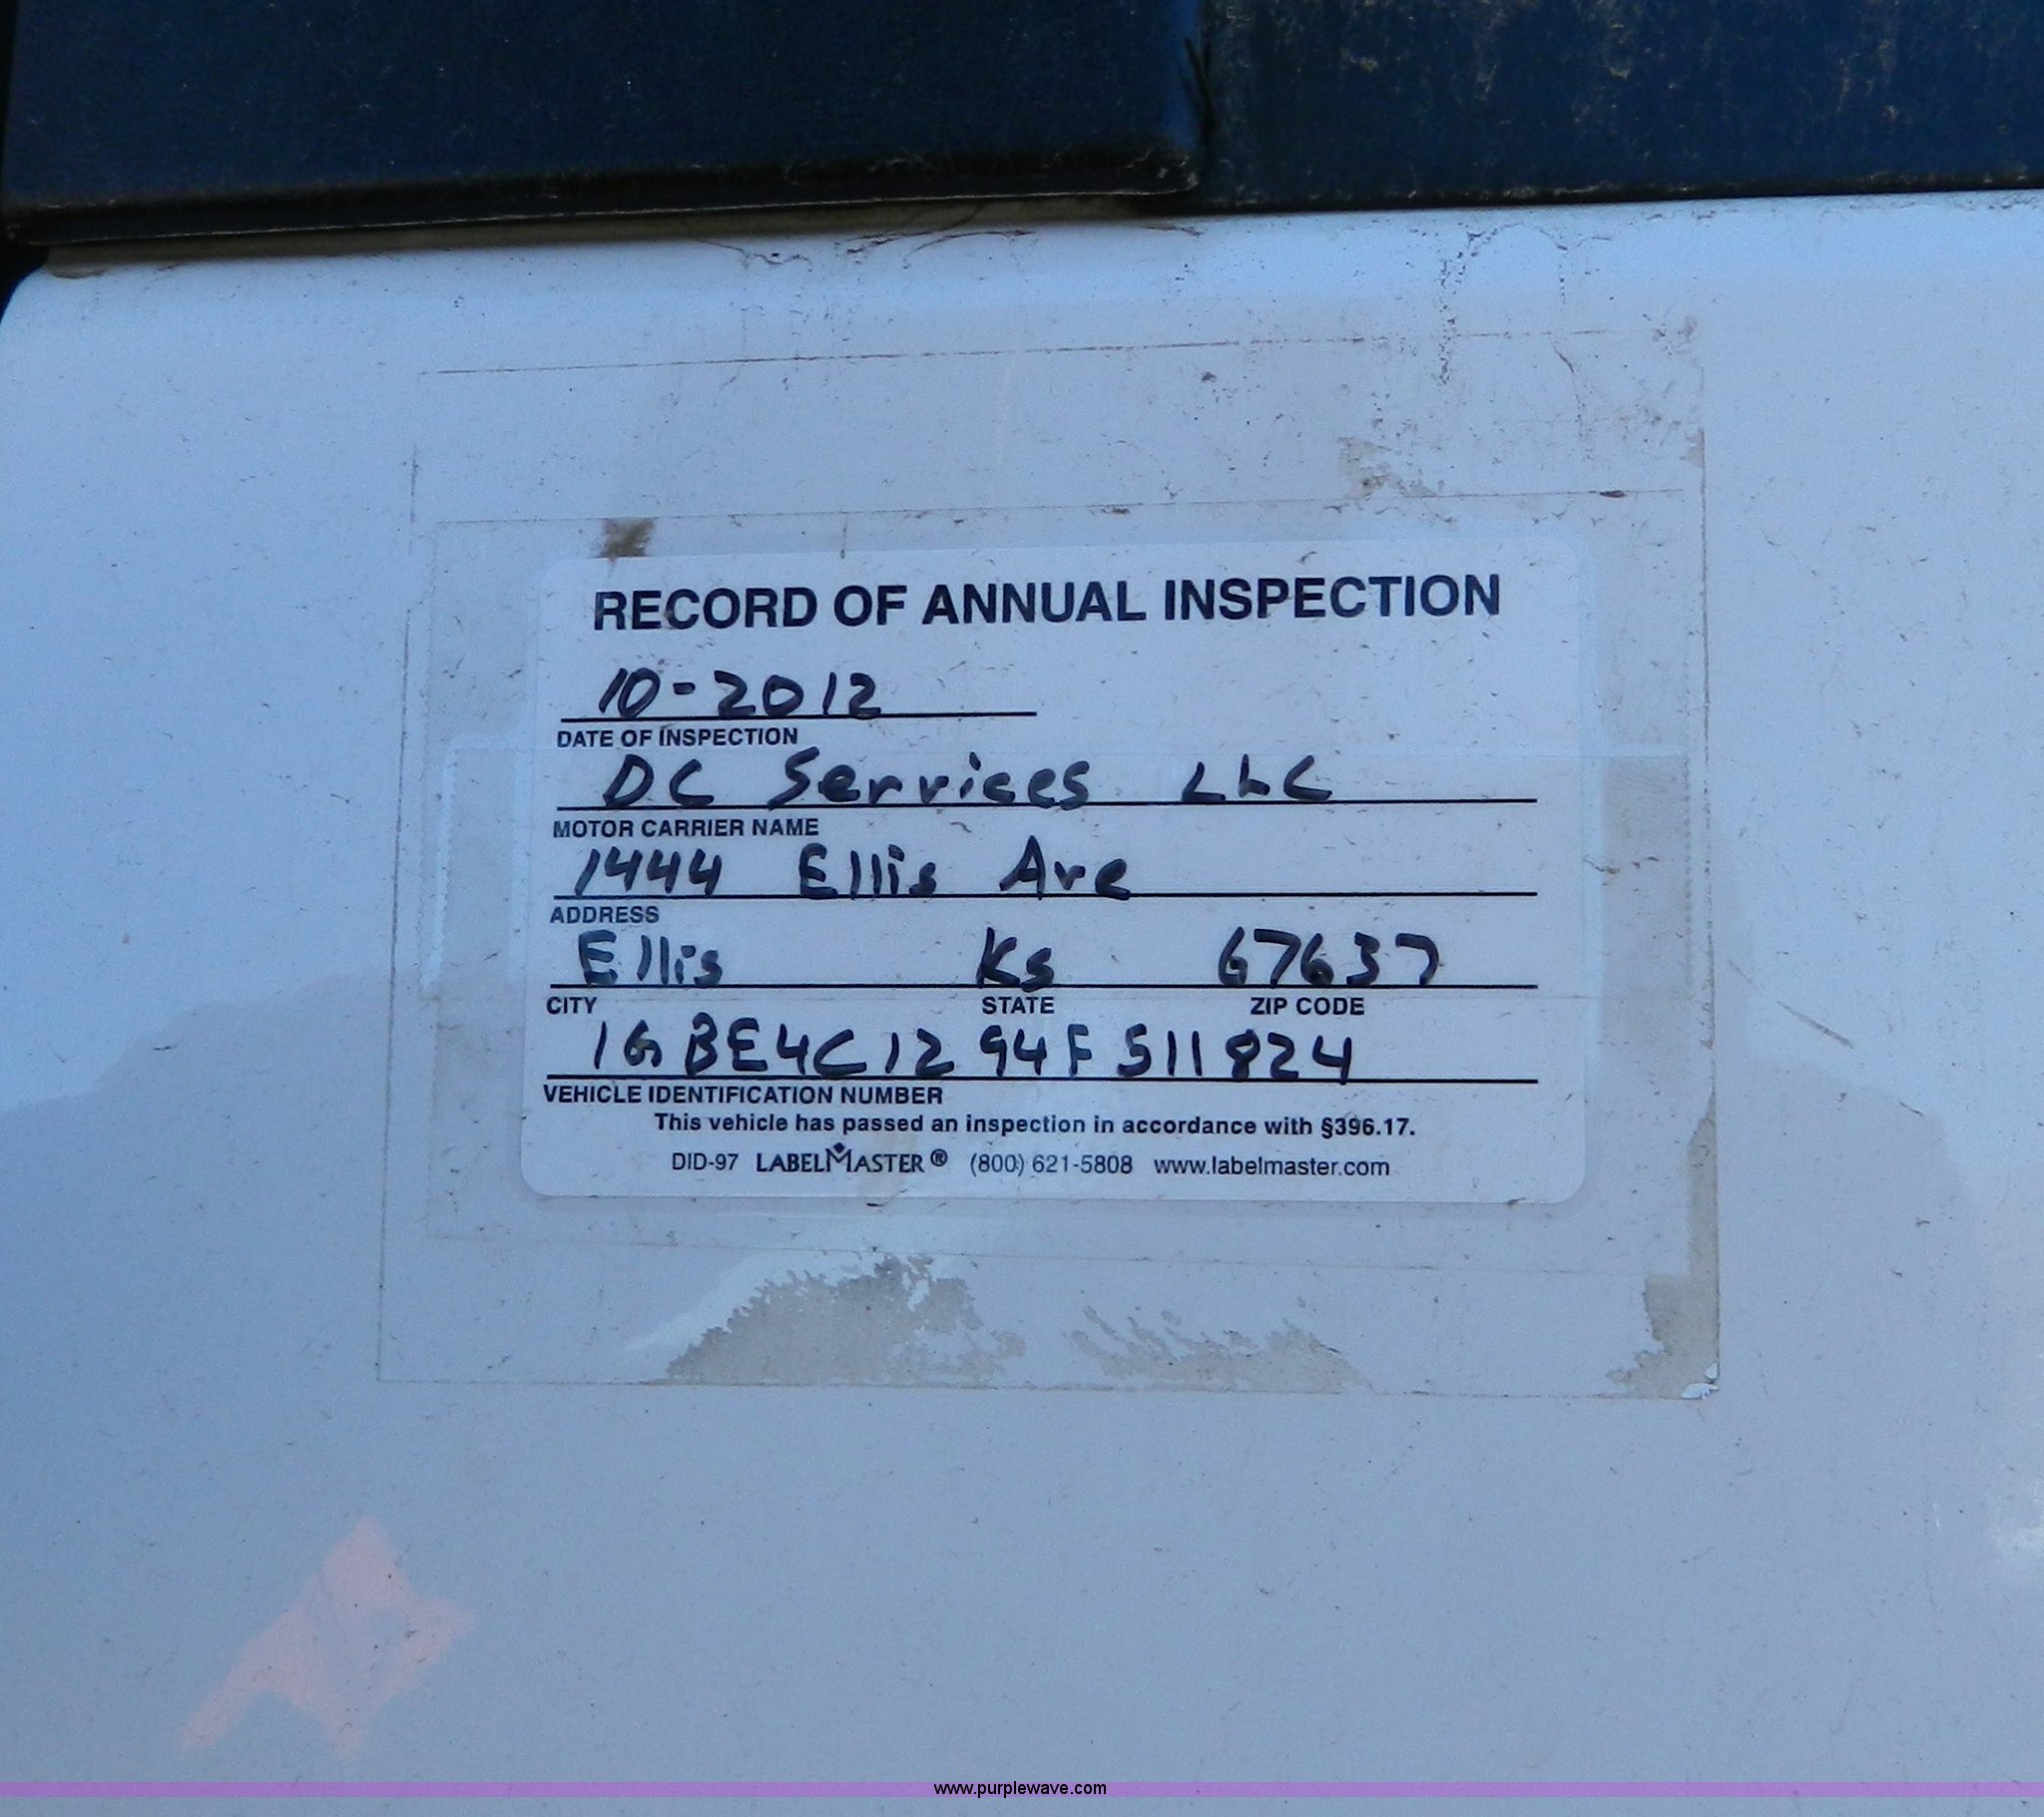 RECORD OF ANNUAL INSPECTION
10-2012
DATE OF INSPECTION
DC Services LLC
MOTOR CARRIER NAME
1444 Ellis Ave
ADDRESS
Ellis Ks 67637
CITY STATE ZIP CODE
1GBE4C1294F511824
VEHICLE IDENTIFICATION NUMBER
This vehicle has passed an inspection in accordance with §396.17.
DID-97 LABELMASTER® (800) 621-5808 www.labelmaster.com
www.purplewave.com